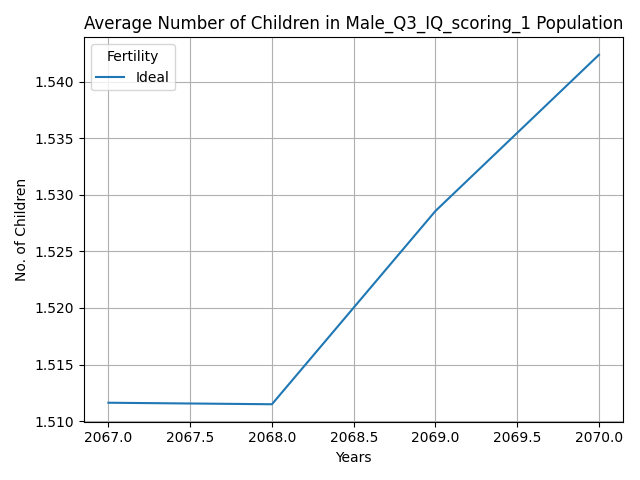 Average Number of Children in Male_Q3_IQ_scoring_1 Population
Fertility
Ideal
No. of Children
1.540
1.535
1.530
1.525
1.520
1.515
1.510
2067.0 2067.5 2068.0 2068.5 2069.0 2069.5 2070.0
Years